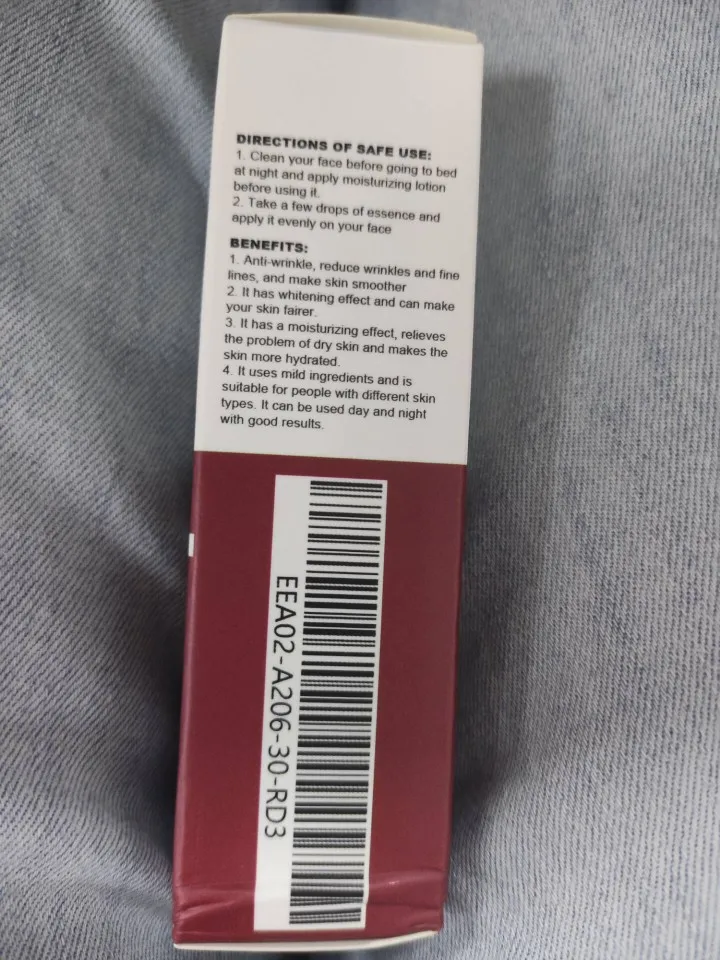 DIRECTIONS OF SAFE USE:
1. Clean your face before going to bed
at night and apply moisturizing lotion
before using it.
2. Take a few drops of essence and
apply it evenly on your face
BENEFITS:
1. Anti-wrinkle, reduce wrinkles and fine
lines, and make skin smoother
2. It has whitening effect and can make
your skin fairer.
3. It has a moisturizing effect, relieves
the problem of dry skin and makes the
skin more hydrated.
4. It uses mild ingredients and is
suitable for people with different skin
types. It can be used day and night
with good results.
EEA02-A206-30-RD3